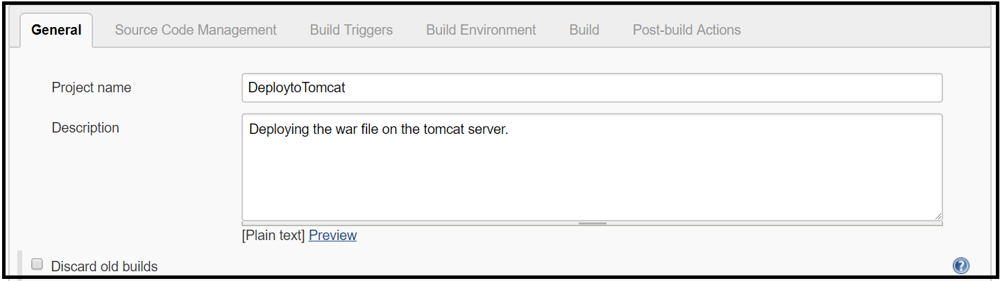 General Source Code Management Build Triggers Build Environment Build Post-build Actions
Project name DeploytoTomcat
Description Deploying the war file on the tomcat server.
[Plain text] Preview
Discard old builds ?